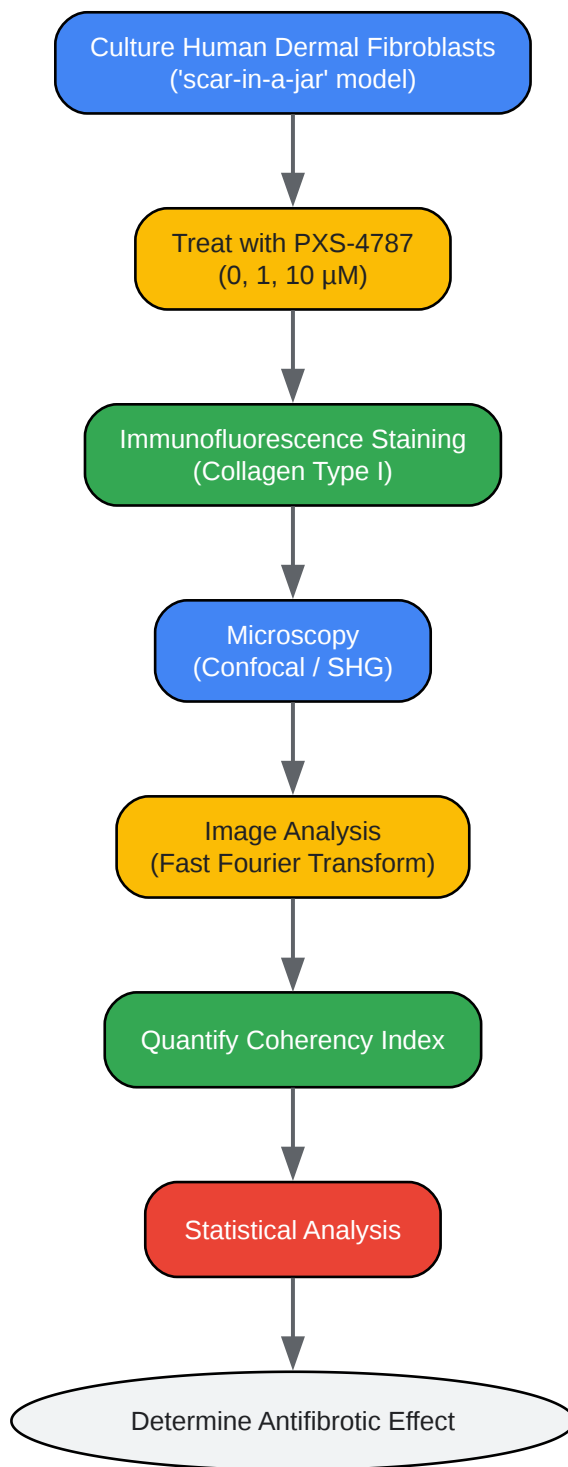 Culture Human Dermal Fibroblasts
('scar-in-a-jar' model)
Treat with PXS-4787
(0, 1, 10 µM)
Immunofluorescence Staining
(Collagen Type I)
Microscopy
(Confocal / SHG)
Image Analysis
(Fast Fourier Transform)
Quantify Coherency Index
Statistical Analysis
Determine Antifibrotic Effect